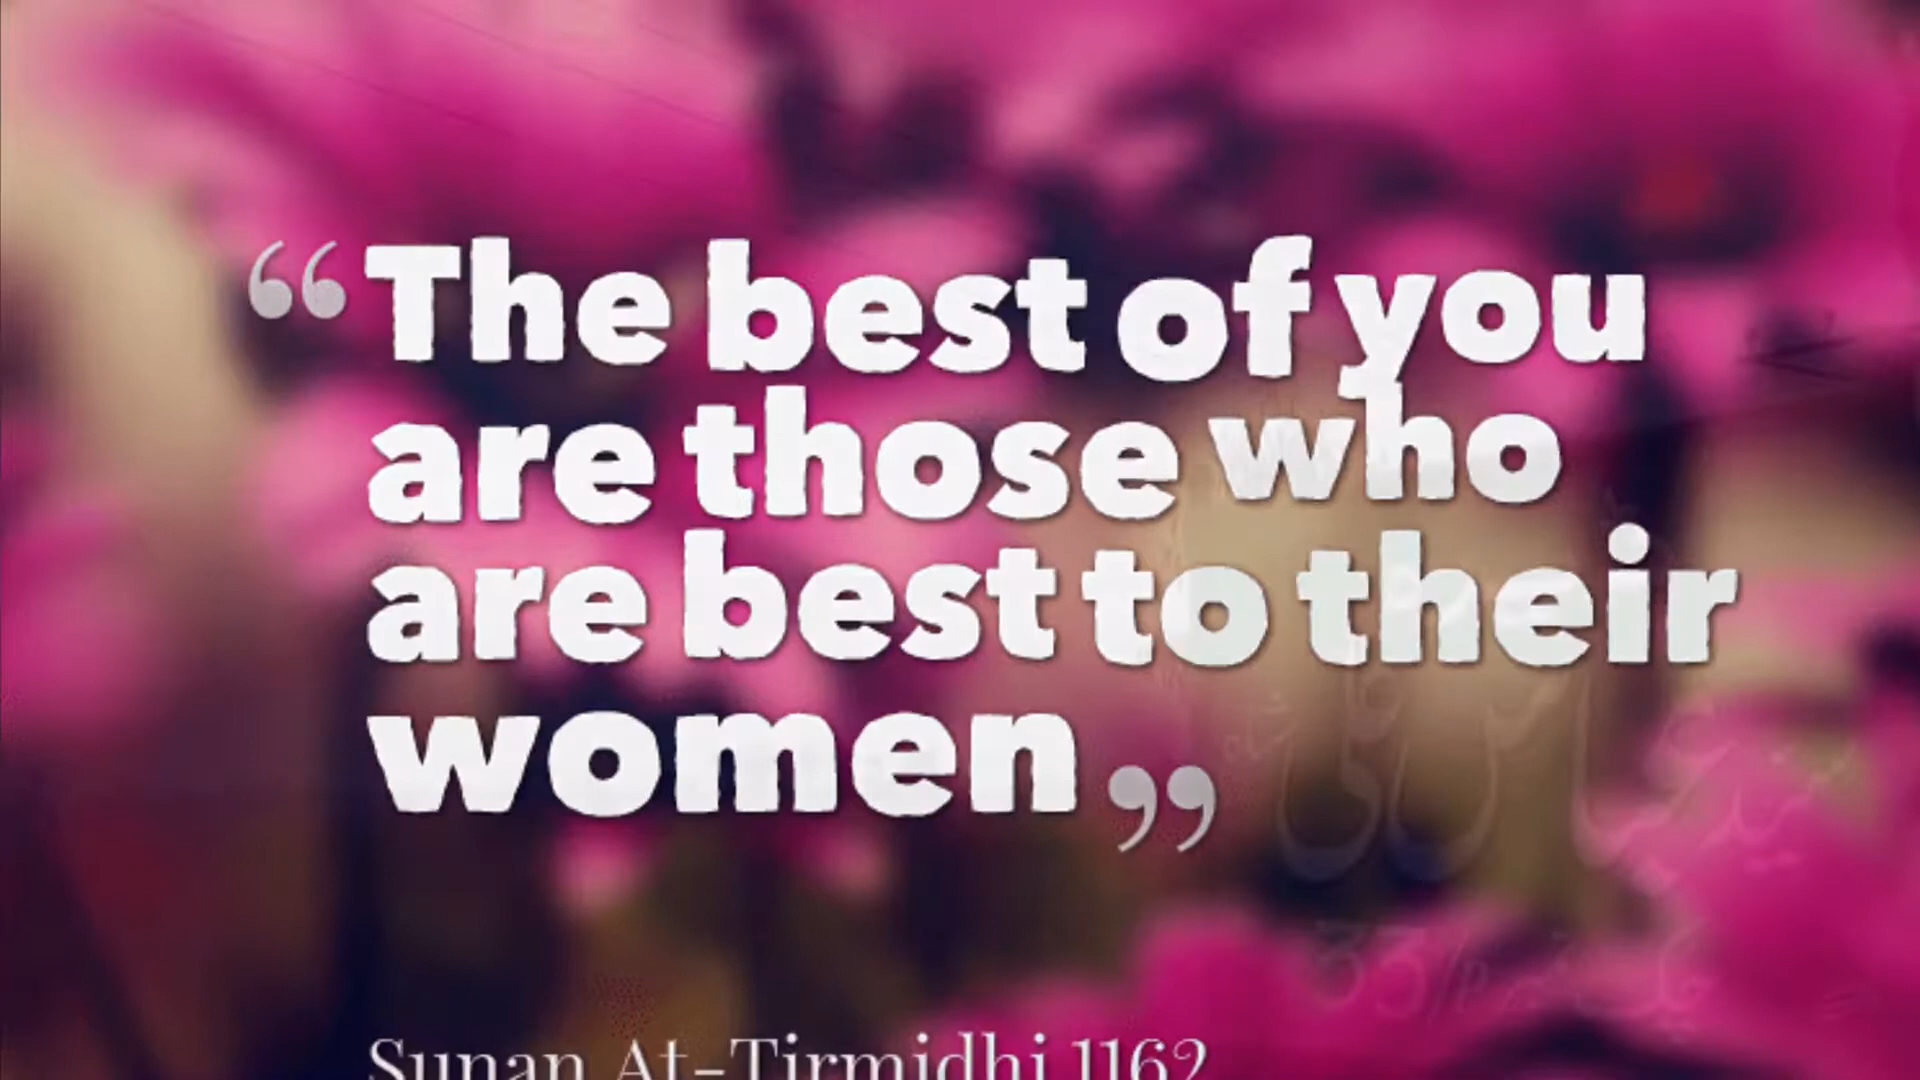 “The best of you
are those who
are best to their
women”
Sunan At-Tirmidhi 1162